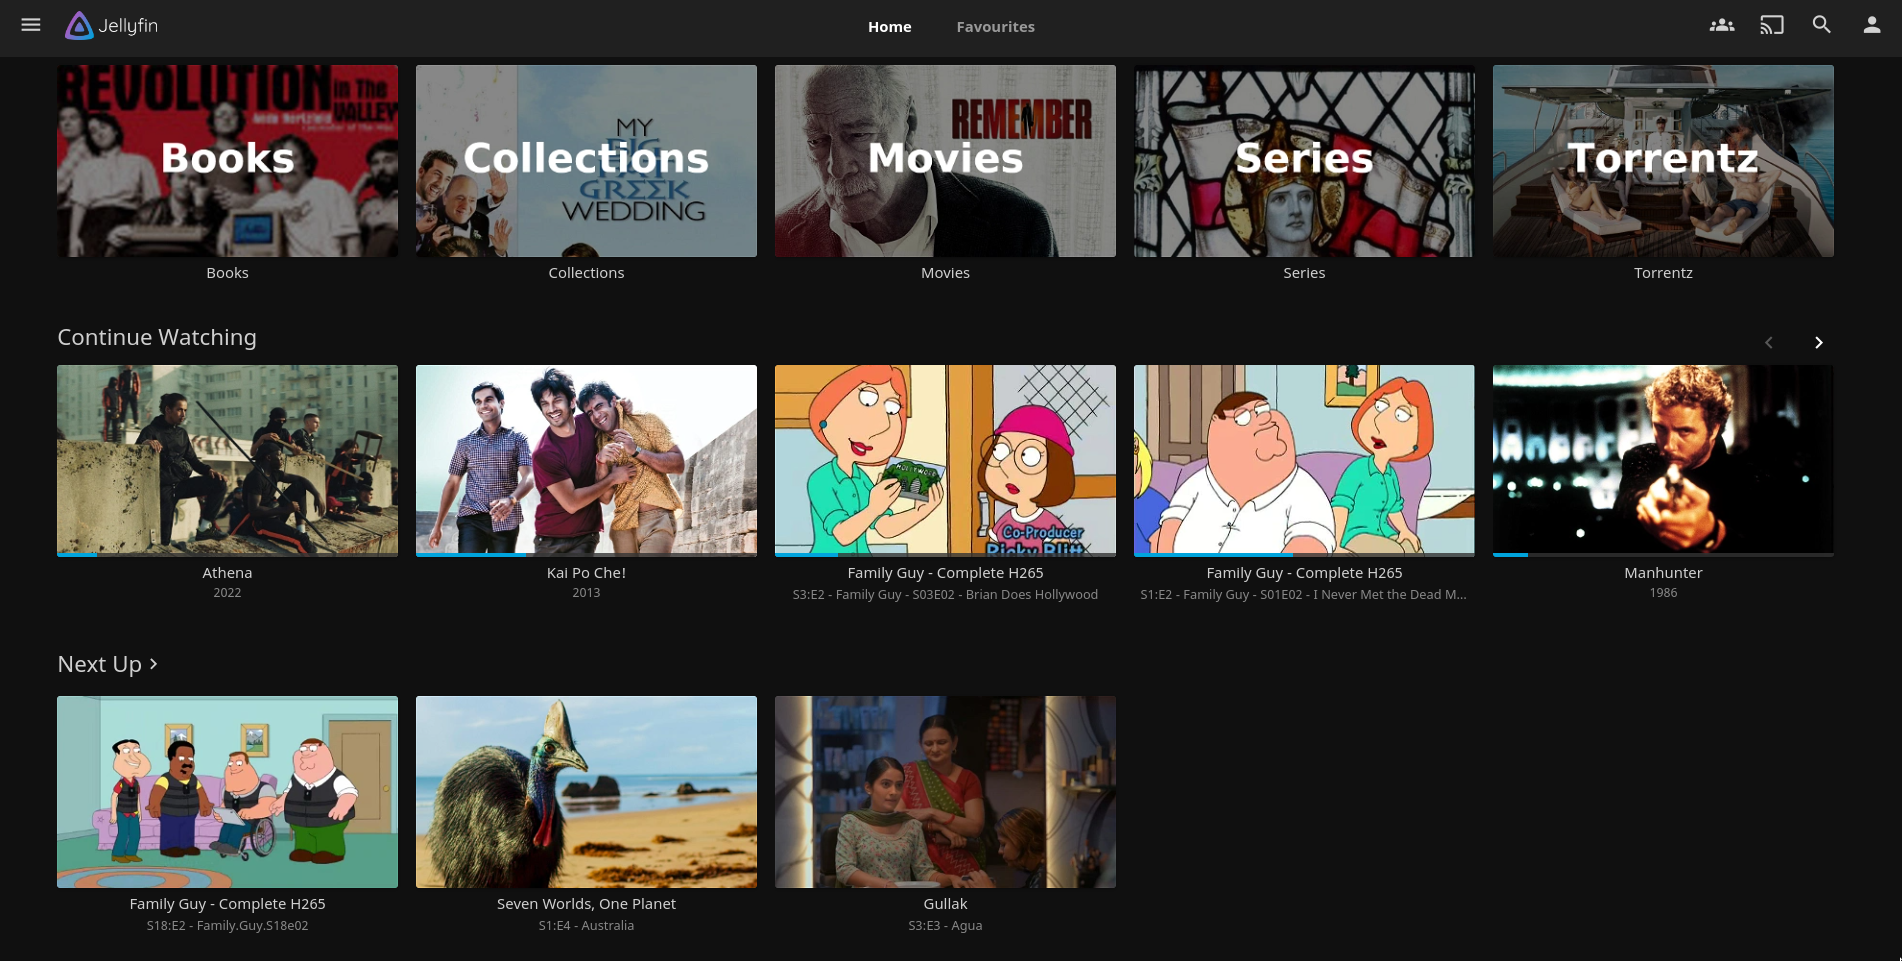 Jellyfin
Home
Favourites
REVOLUTION in The VALLEY
Andy Hertzfeld
Books
MY
BIG
FAT
GREEK
WEDDING
Collections
REMEMBER
Movies
Series
Torrentz
Books
Collections
Movies
Series
Torrentz
Continue Watching
HOLLYWOOD
Co-Producer
Ricky Blitt
Athena
2022
Kai Po Che!
2013
Family Guy - Complete H265
S3:E2 - Family Guy - S03E02 - Brian Does Hollywood
Family Guy - Complete H265
S1:E2 - Family Guy - S01E02 - I Never Met the Dead M...
Manhunter
1986
Next Up
Family Guy - Complete H265
S18:E2 - Family.Guy.S18e02
Seven Worlds, One Planet
S1:E4 - Australia
Gullak
S3:E3 - Agua